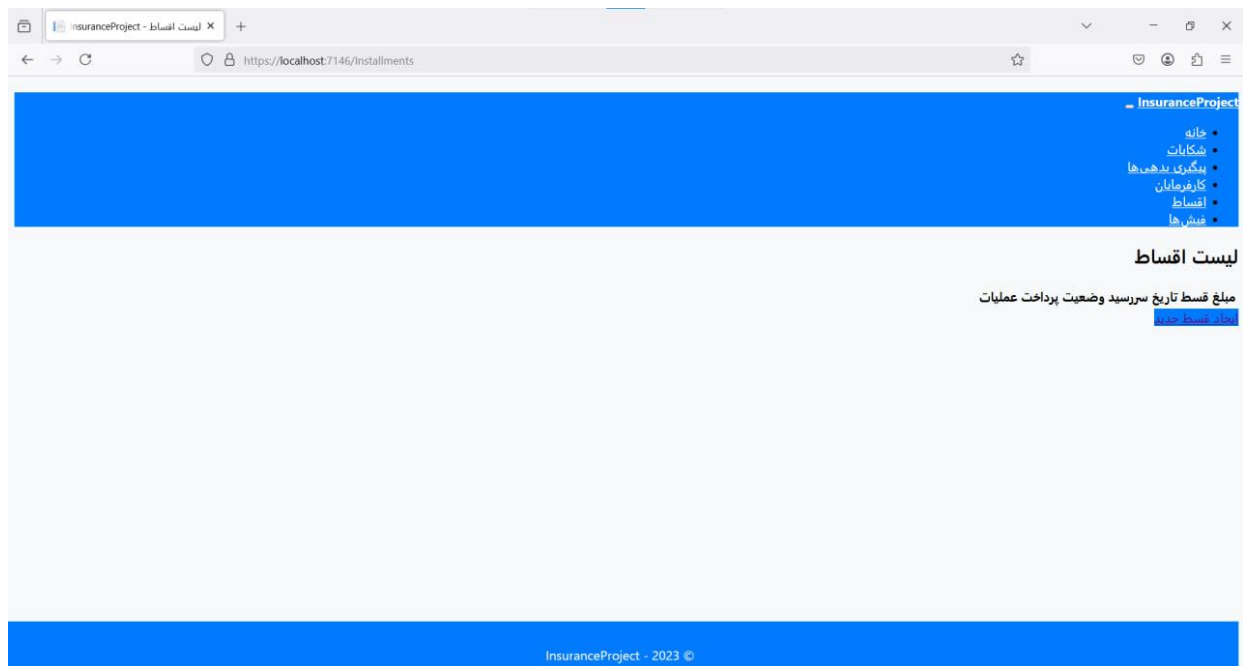 لیست اقساط - InsuranceProject
https://localhost:7146/Installments
InsuranceProject
خانه
شکایات
پیگیری بدهی‌ها
کارفرمایان
اقساط
فیش‌ها
لیست اقساط
مبلغ قسط تاریخ سررسید وضعیت پرداخت عملیات
ایجاد قسط جدید
InsuranceProject - 2023 ©